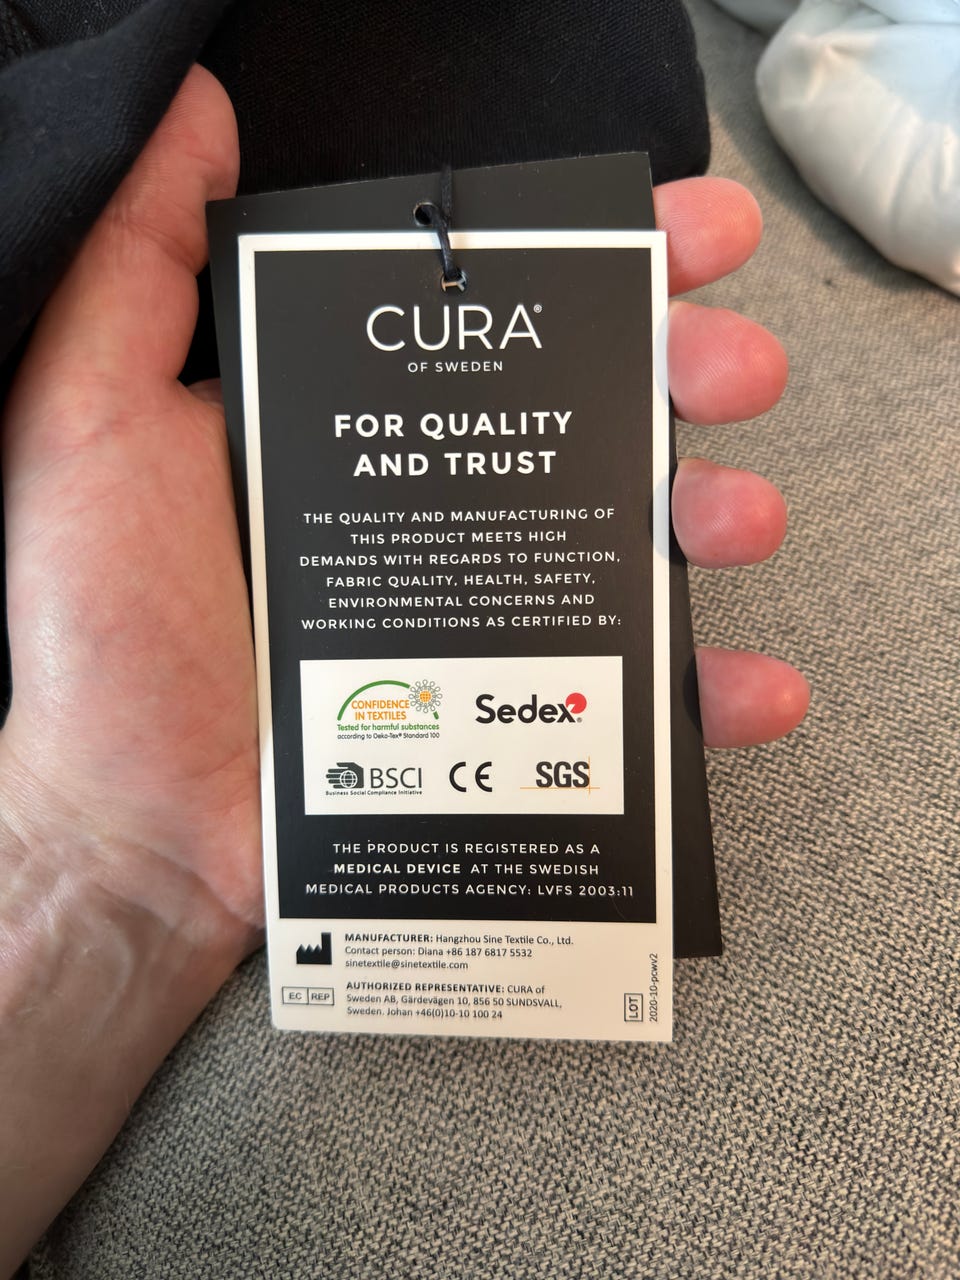 CURA®
OF SWEDEN
FOR QUALITY
AND TRUST
THE QUALITY AND MANUFACTURING OF
THIS PRODUCT MEETS HIGH
DEMANDS WITH REGARDS TO FUNCTION,
FABRIC QUALITY, HEALTH, SAFETY,
ENVIRONMENTAL CONCERNS AND
WORKING CONDITIONS AS CERTIFIED BY:
CONFIDENCE
IN TEXTILES
Tested for harmful substances
according to Oeko-Tex® Standard 100
Sedex®
BSCI
Business Social Compliance Initiative
CE
SGS
THE PRODUCT IS REGISTERED AS A
MEDICAL DEVICE AT THE SWEDISH
MEDICAL PRODUCTS AGENCY: LVFS 2003:11
MANUFACTURER: Hangzhou Sine Textile Co., Ltd.
Contact person: Diana +86 187 6817 5532
sinetextile@sinetextile.com
EC REP
AUTHORIZED REPRESENTATIVE: CURA of
Sweden AB, Gärdevägen 10, 856 50 SUNDSVALL,
Sweden. Johan +46(0)10-10 100 24
LOT
2020-10-pcwv2